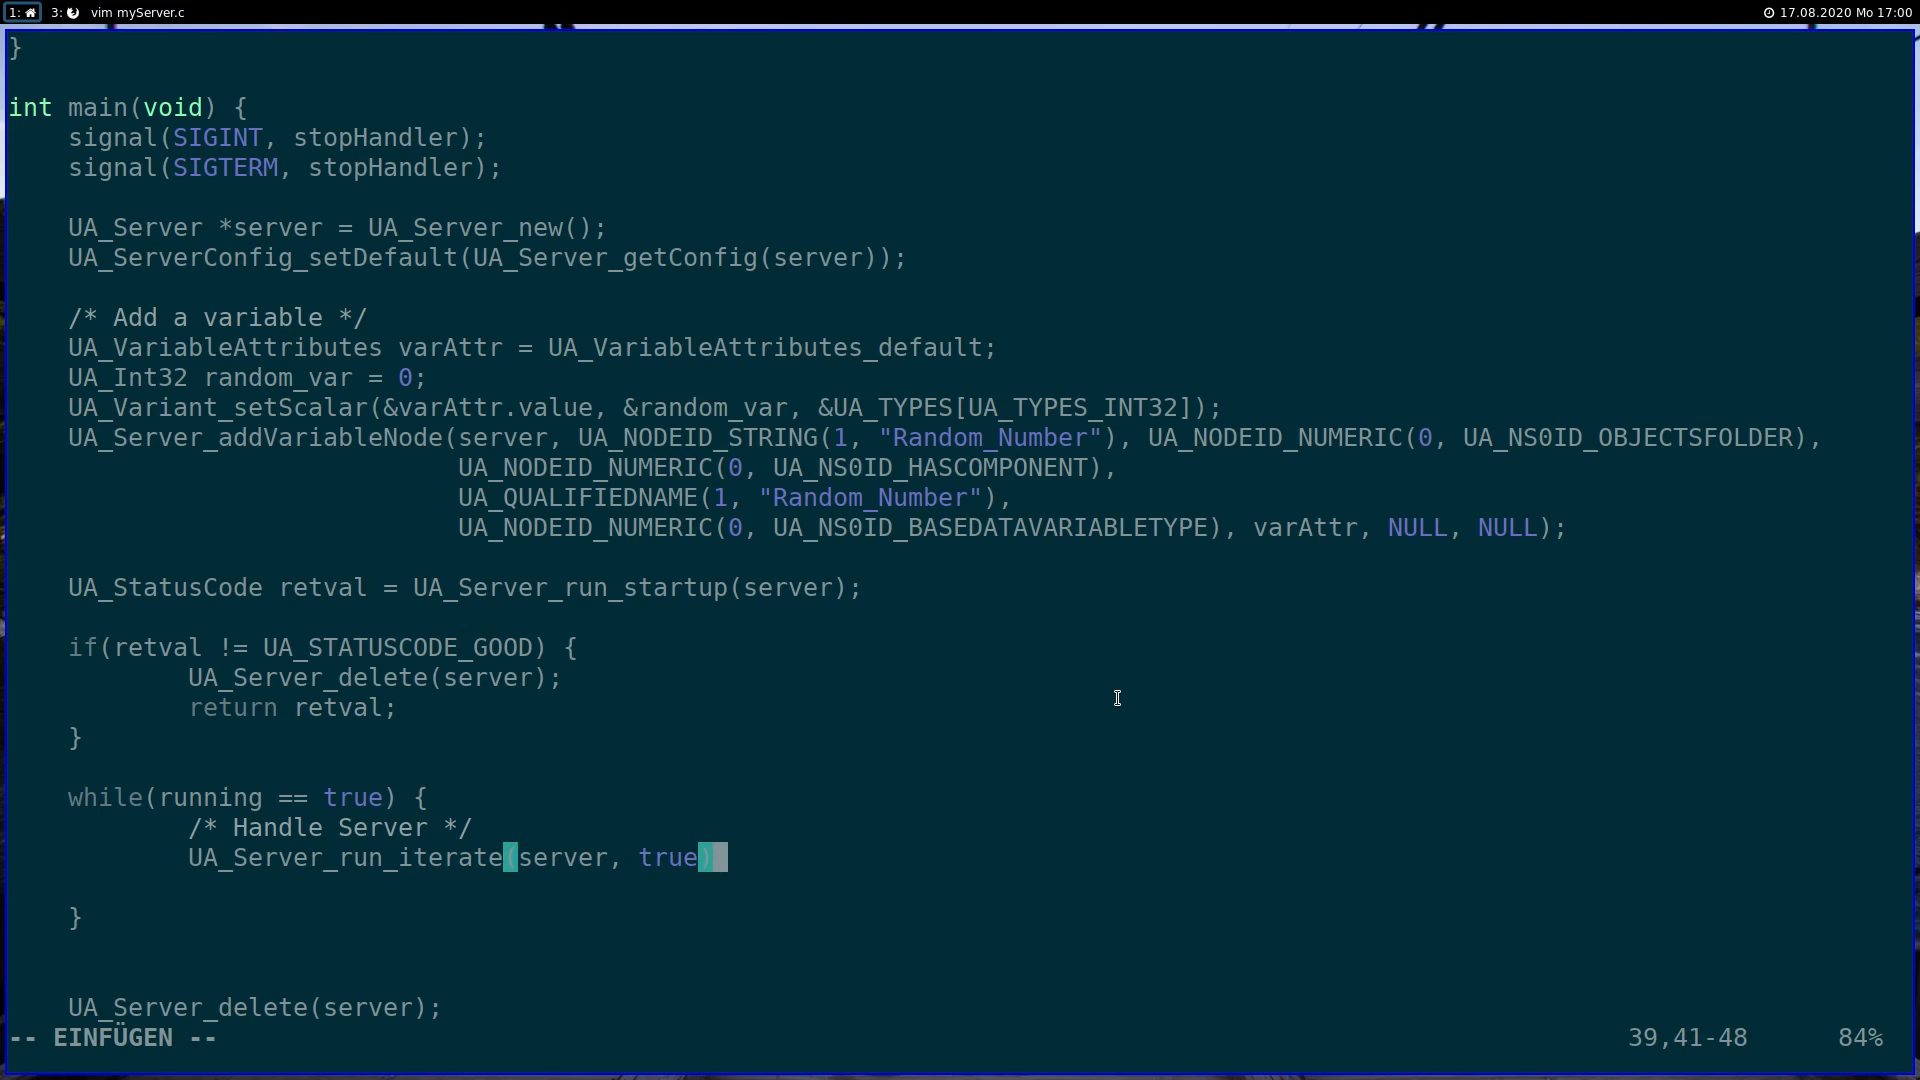 1: 3: vim myServer.c 17.08.2020 Mo 17:00
}
int main(void) {
    signal(SIGINT, stopHandler);
    signal(SIGTERM, stopHandler);
    UA_Server *server = UA_Server_new();
    UA_ServerConfig_setDefault(UA_Server_getConfig(server));
    /* Add a variable */
    UA_VariableAttributes varAttr = UA_VariableAttributes_default;
    UA_Int32 random_var = 0;
    UA_Variant_setScalar(&varAttr.value, &random_var, &UA_TYPES[UA_TYPES_INT32]);
    UA_Server_addVariableNode(server, UA_NODEID_STRING(1, "Random_Number"), UA_NODEID_NUMERIC(0, UA_NS0ID_OBJECTSFOLDER),
                              UA_NODEID_NUMERIC(0, UA_NS0ID_HASCOMPONENT),
                              UA_QUALIFIEDNAME(1, "Random_Number"),
                              UA_NODEID_NUMERIC(0, UA_NS0ID_BASEDATAVARIABLETYPE), varAttr, NULL, NULL);
    UA_StatusCode retval = UA_Server_run_startup(server);
    if(retval != UA_STATUSCODE_GOOD) {
            UA_Server_delete(server);
            return retval;
    }
    while(running == true) {
            /* Handle Server */
            UA_Server_run_iterate(server, true)
    }
    UA_Server_delete(server);
-- EINFÜGEN -- 39,41-48 84%